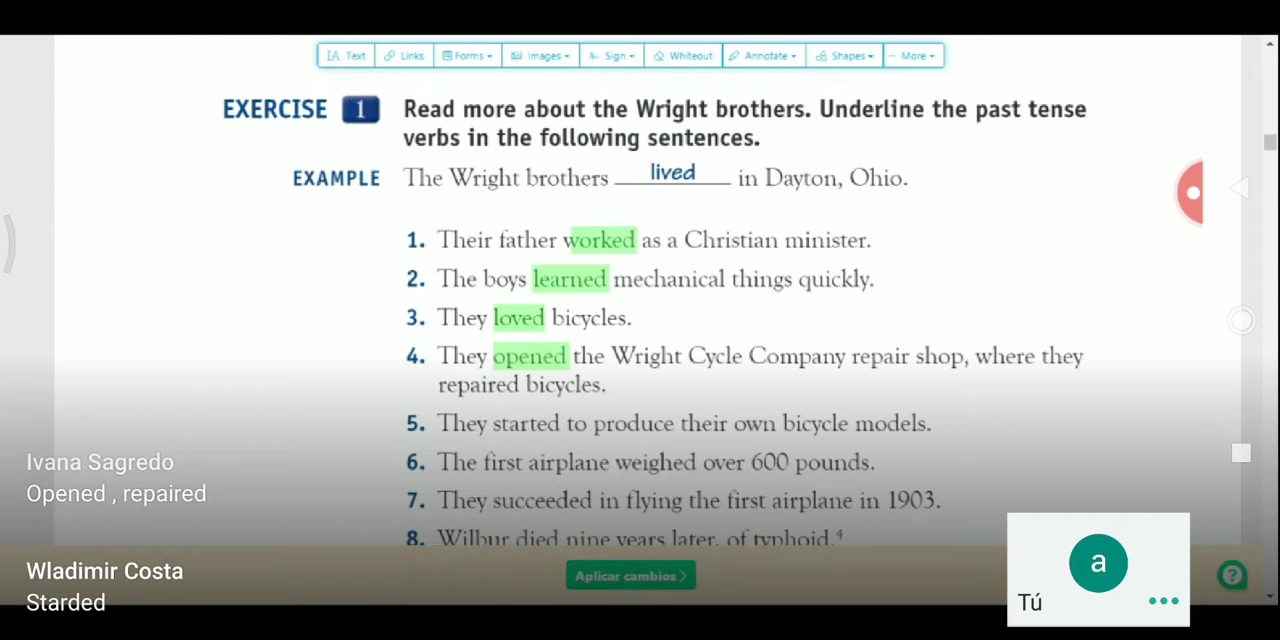 Text Links Forms Images Sign Whiteout Annotate Shapes More
EXERCISE 1 Read more about the Wright brothers. Underline the past tense
verbs in the following sentences.
EXAMPLE The Wright brothers lived in Dayton, Ohio.
1. Their father worked as a Christian minister.
2. The boys learned mechanical things quickly.
3. They loved bicycles.
4. They opened the Wright Cycle Company repair shop, where they
repaired bicycles.
5. They started to produce their own bicycle models.
6. The first airplane weighed over 600 pounds.
7. They succeeded in flying the first airplane in 1903.
8. Wilbur died nine years later, of typhoid.4
Ivana Sagredo
Opened , repaired
Wladimir Costa
Starded
Aplicar cambios
a
Tú
?